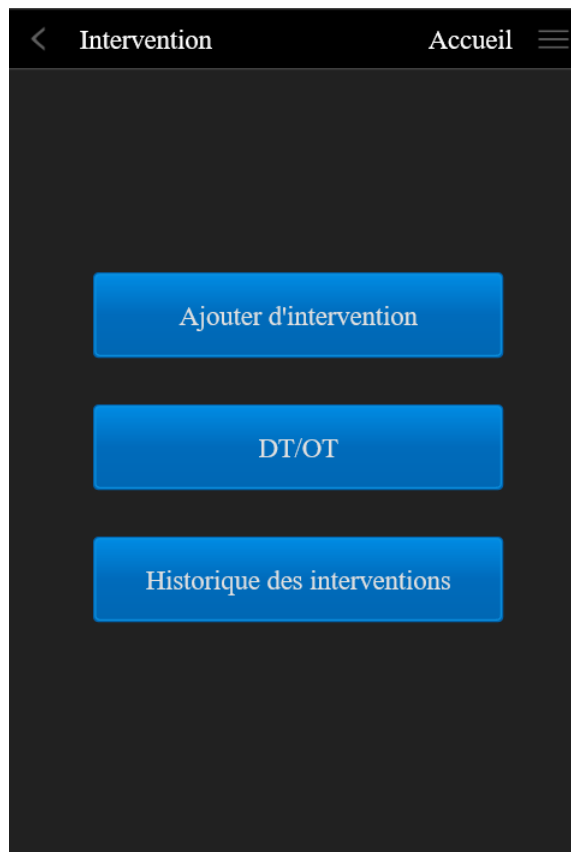 Intervention Accueil
Ajouter d'intervention
DT/OT
Historique des interventions